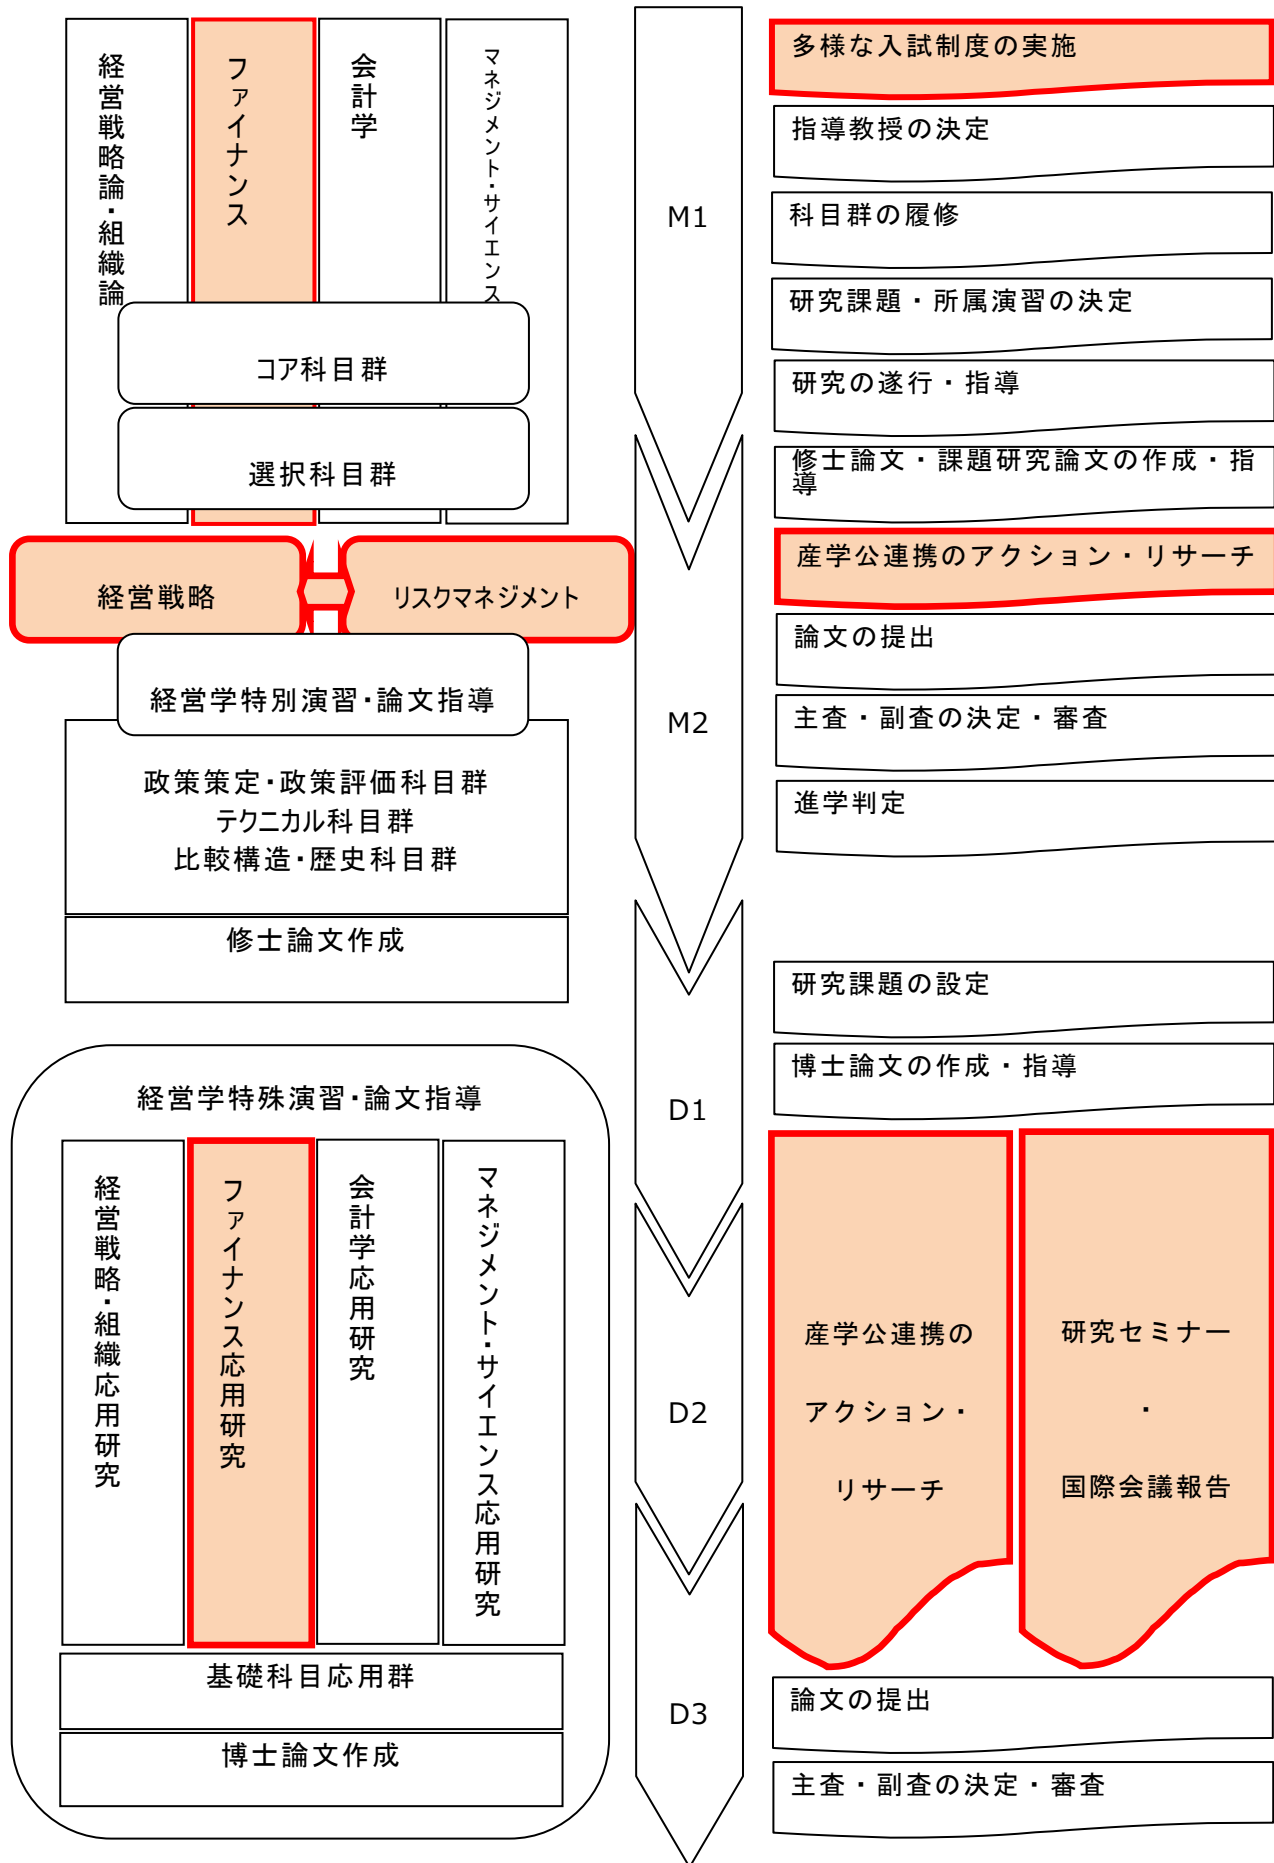 経営戦略論・組織論
ファイナンス
会計学
マネジメント・サイエンス
コア科目群
選択科目群
経営戦略
リスクマネジメント
経営学特別演習・論文指導
政策策定・政策評価科目群
テクニカル科目群
比較構造・歴史科目群
修士論文作成
経営学特殊演習・論文指導
経営戦略・組織応用研究
ファイナンス応用研究
会計学応用研究
マネジメント・サイエンス応用研究
基礎科目応用群
博士論文作成
M1
M2
D1
D2
D3
多様な入試制度の実施
指導教授の決定
科目群の履修
研究課題・所属演習の決定
研究の遂行・指導
修士論文・課題研究論文の作成・指
導
産学公連携のアクション・リサーチ
論文の提出
主査・副査の決定・審査
進学判定
研究課題の設定
博士論文の作成・指導
産学公連携の
アクション・
リサーチ
研究セミナー
・
国際会議報告
論文の提出
主査・副査の決定・審査